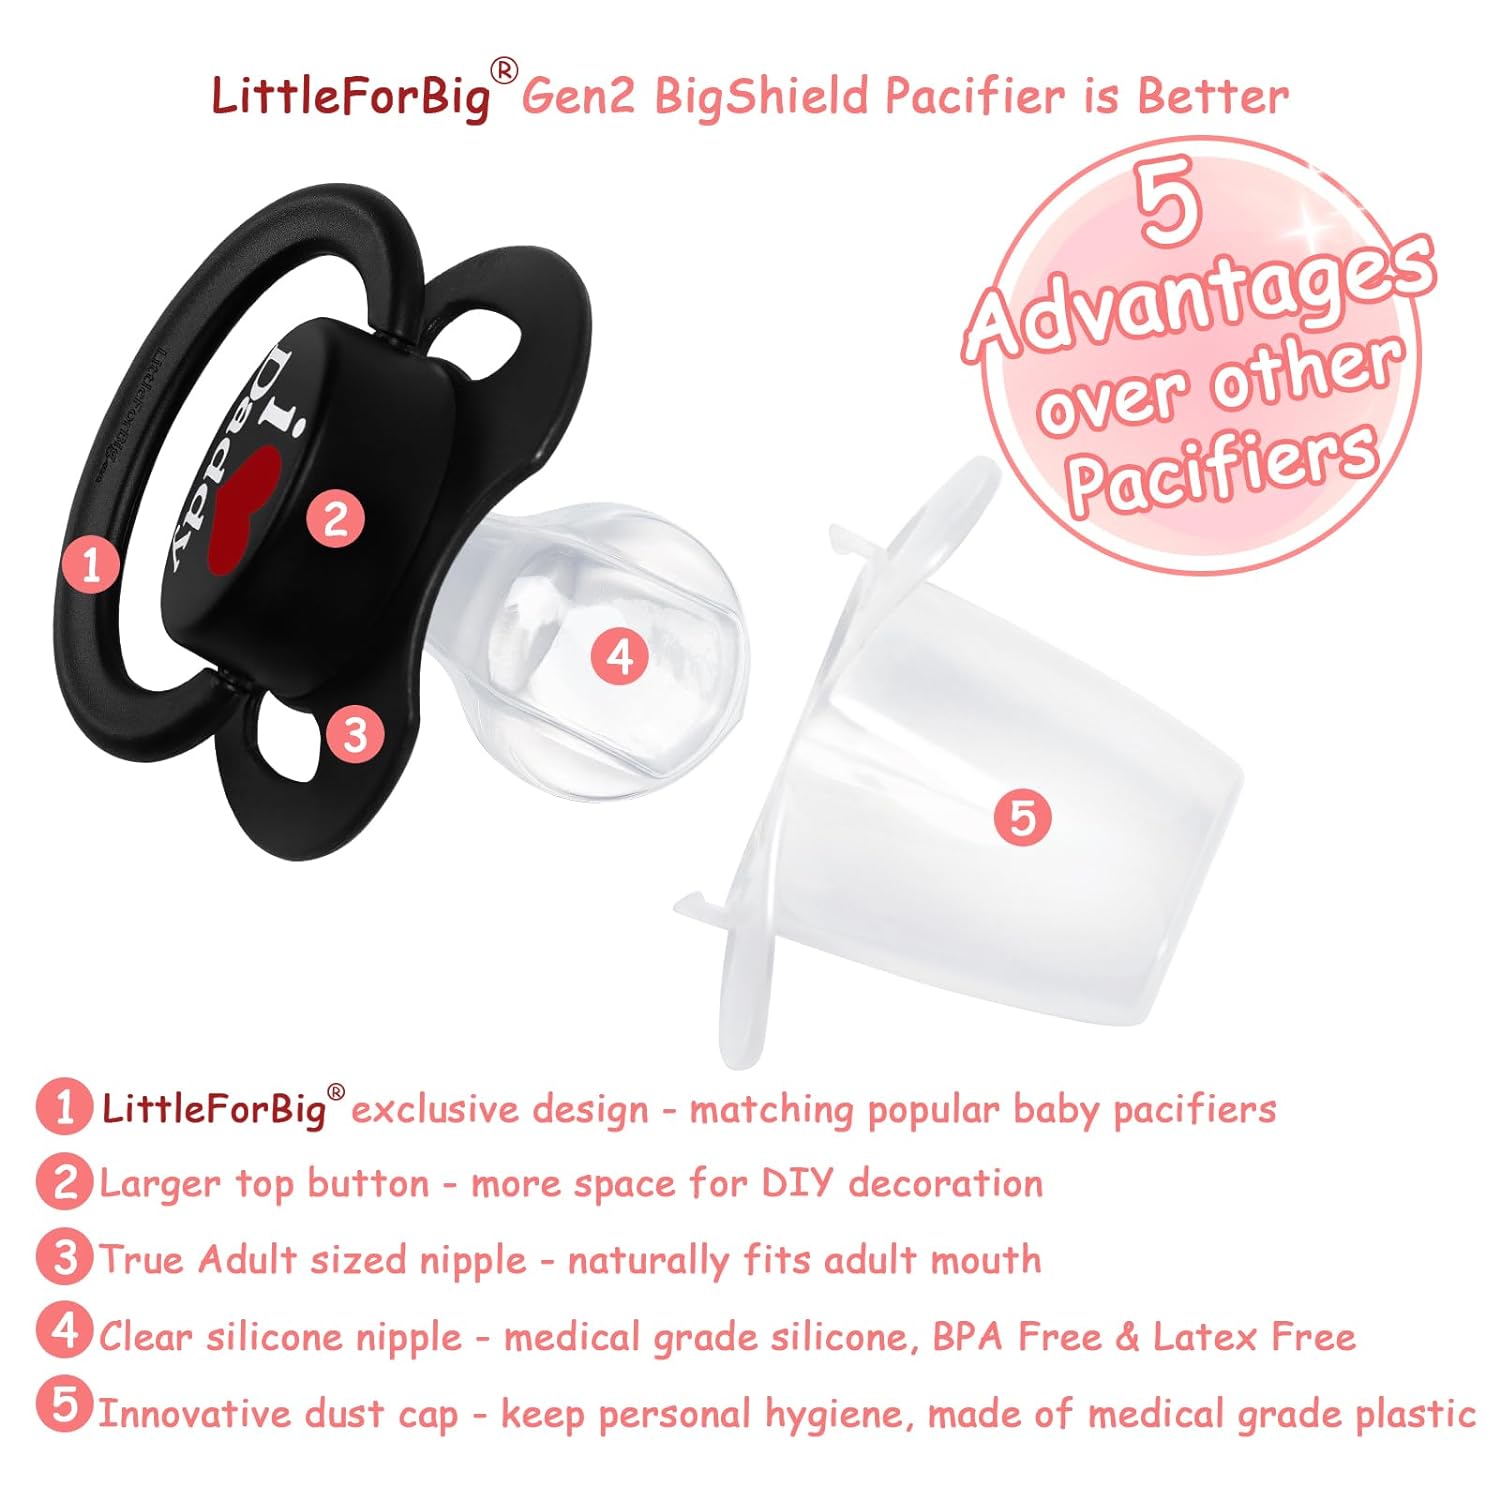 LittleForBig® Gen2 BigShield Pacifier is Better
5
Advantages
over other
Pacifiers
LittleForBig.com
i
Daddy
1
2
3
4
5
1 LittleForBig® exclusive design - matching popular baby pacifiers
2 Larger top button - more space for DIY decoration
3 True Adult sized nipple - naturally fits adult mouth
4 Clear silicone nipple - medical grade silicone, BPA Free & Latex Free
5 Innovative dust cap - keep personal hygiene, made of medical grade plastic